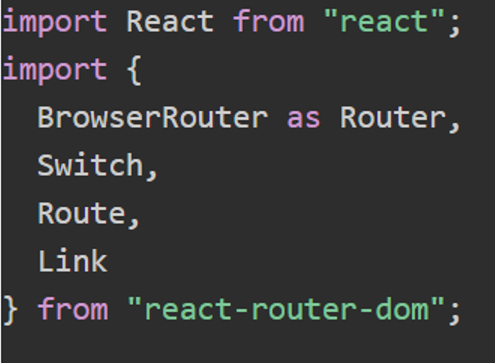 import React from "react";
import {
  BrowserRouter as Router,
  Switch,
  Route,
  Link
} from "react-router-dom";